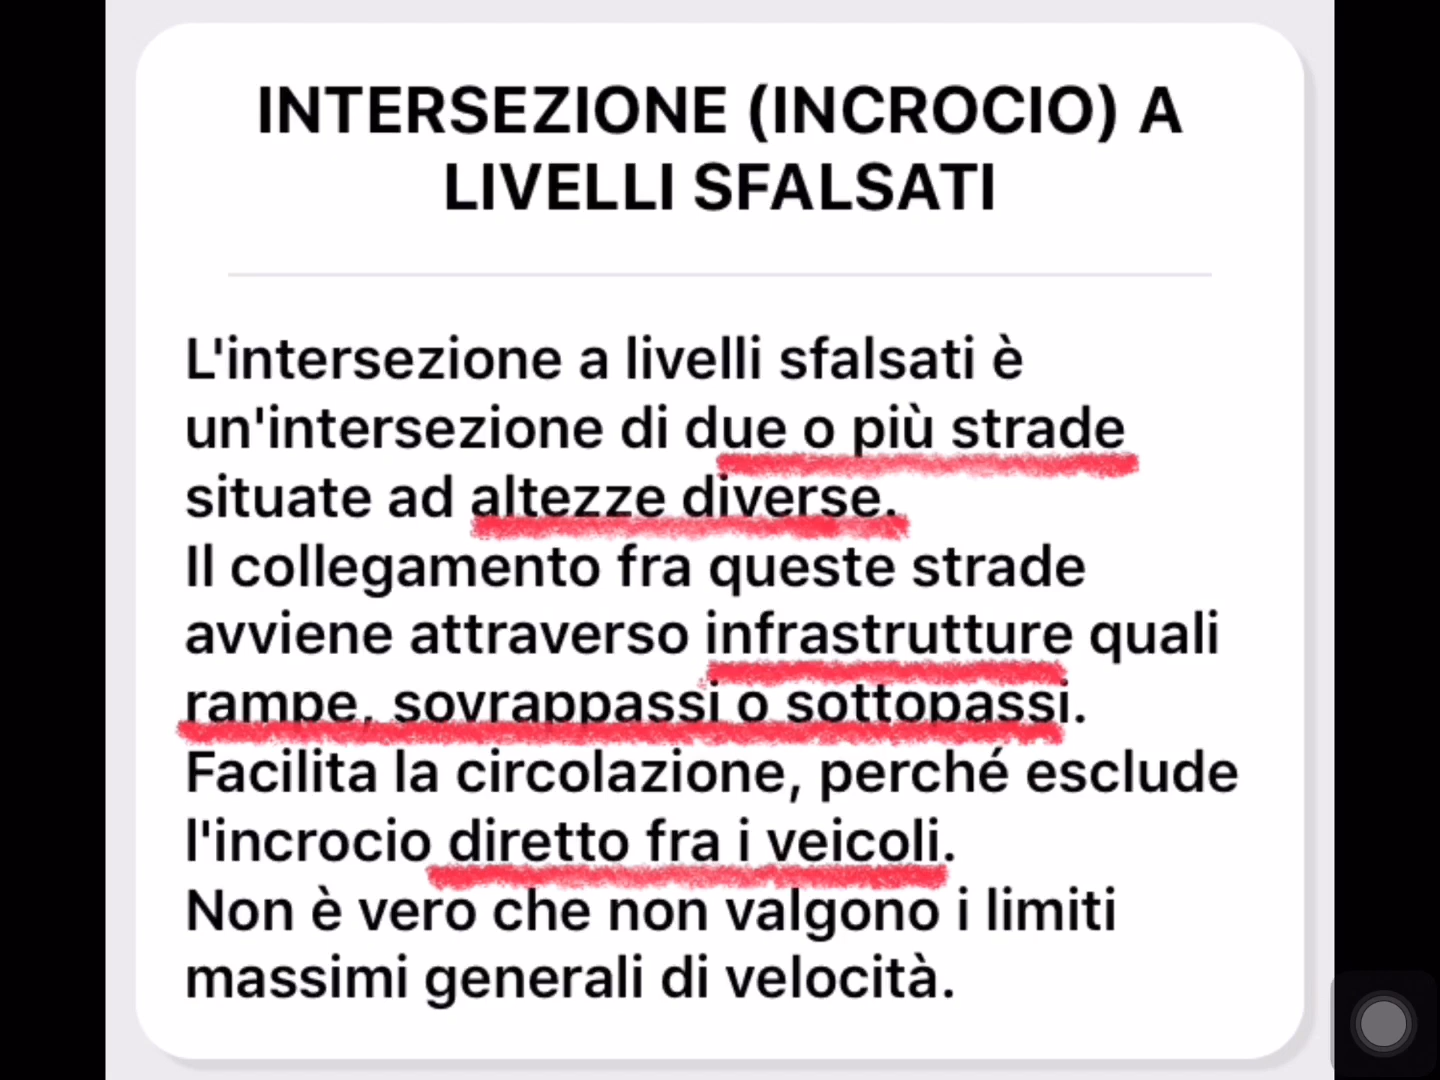 INTERSEZIONE (INCROCIO) A
LIVELLI SFALSATI
L'intersezione a livelli sfalsati è
un'intersezione di due o più strade
situate ad altezze diverse.
Il collegamento fra queste strade
avviene attraverso infrastrutture quali
rampe, sovrappassi o sottopassi.
Facilita la circolazione, perché esclude
l'incrocio diretto fra i veicoli.
Non è vero che non valgono i limiti
massimi generali di velocità.